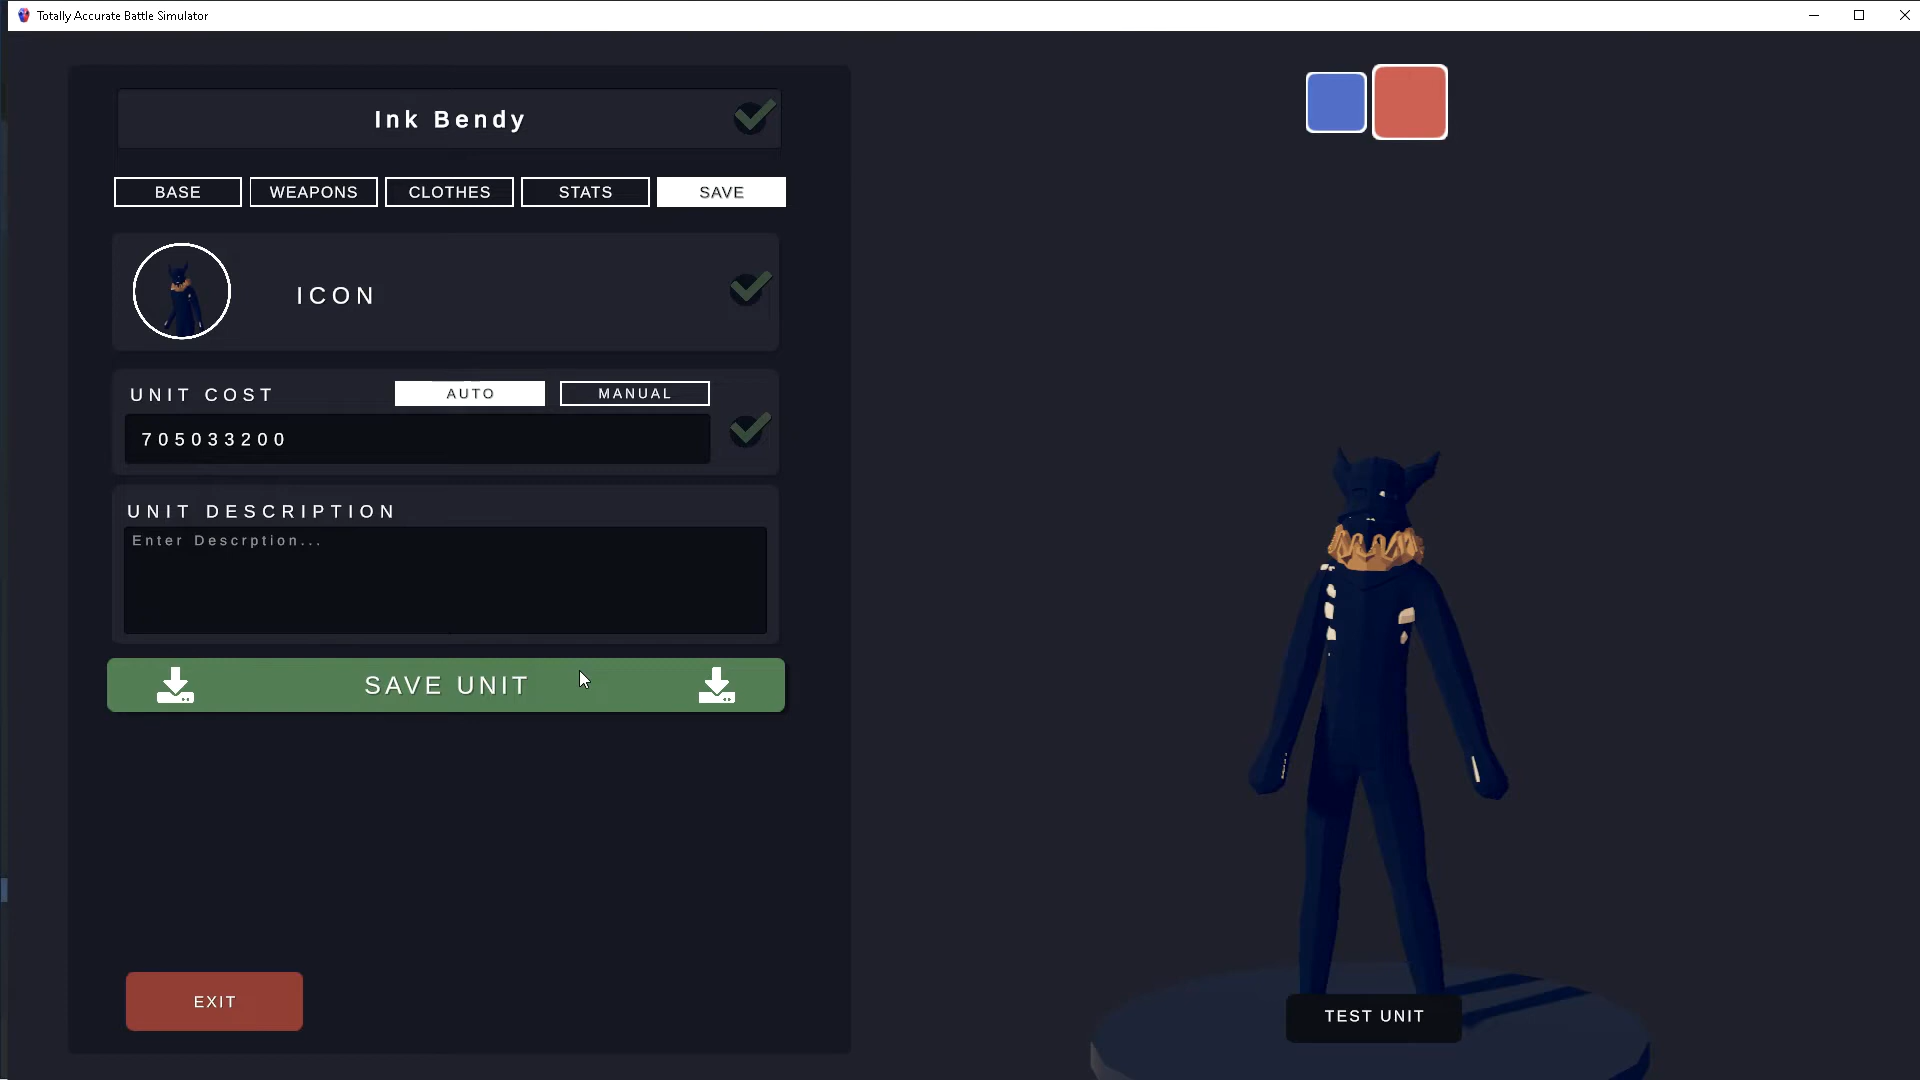 Totally Accurate Battle Simulator
Ink Bendy
BASE WEAPONS CLOTHES STATS SAVE
ICON
UNIT COST AUTO MANUAL
705033200
UNIT DESCRIPTION
Enter Descrption...
SAVE UNIT
EXIT
TEST UNIT